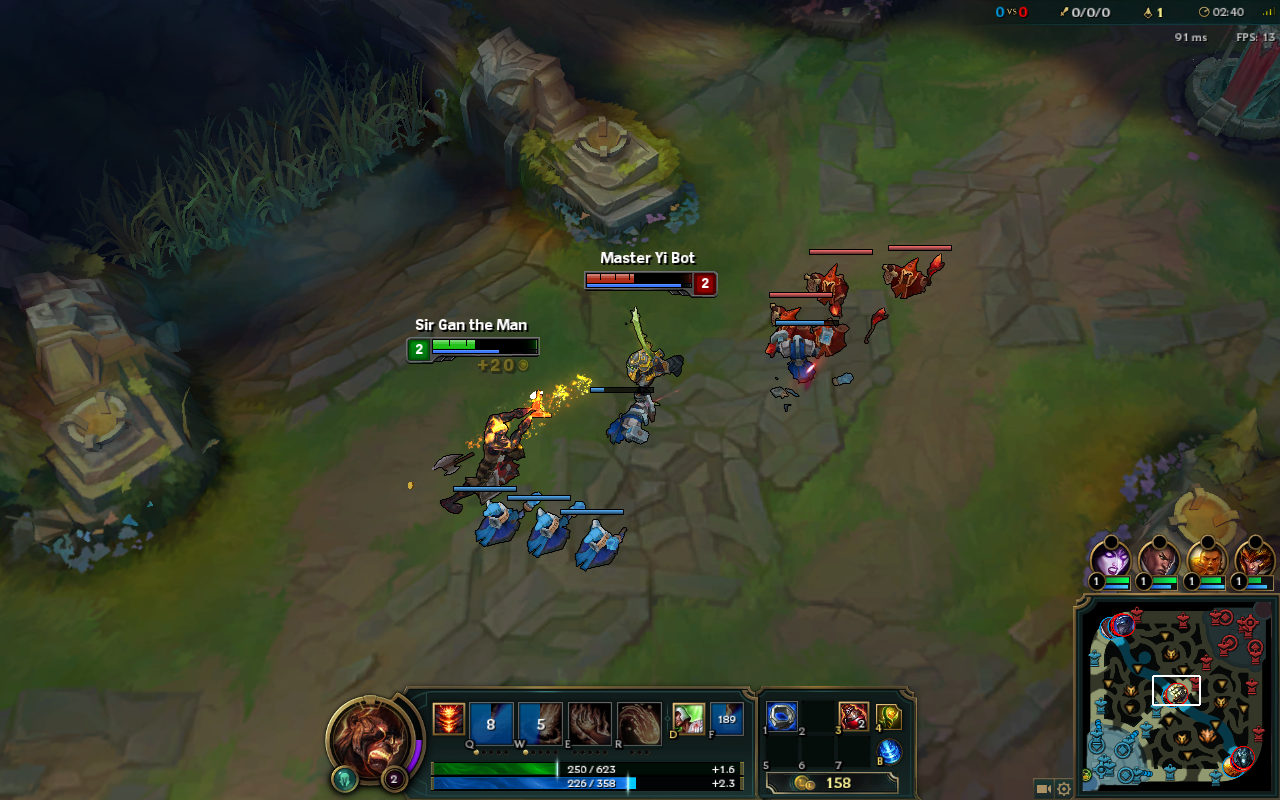 0 vs 0 0/0/0 1 02:40
91 ms FPS: 13
Master Yi Bot
2
Sir Gan the Man
2
+20
1 1 1 1
8 5 189
Q W E R D F
2
250 / 623 +1.6
226 / 358 +2.3
2
1 2 3 4
5 6 7 B
158